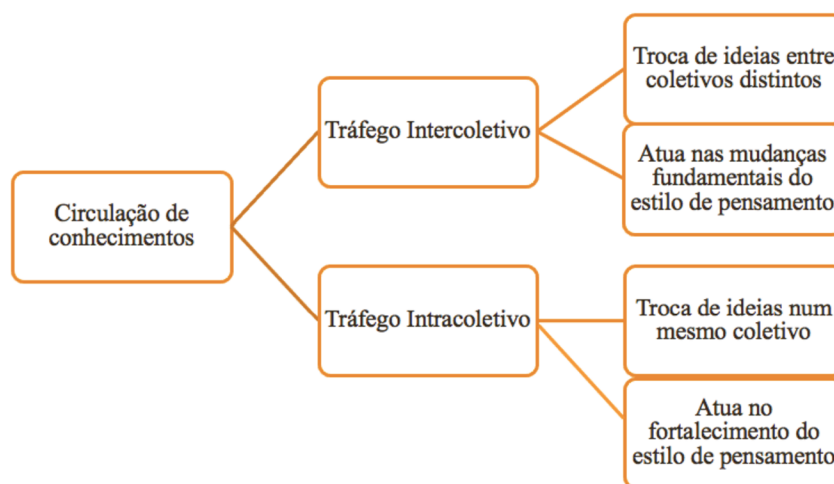 Circulação de
conhecimentos
Tráfego Intercoletivo
Troca de ideias entre
coletivos distintos
Atua nas mudanças
fundamentais do
estilo de pensamento
Tráfego Intracoletivo
Troca de ideias num
mesmo coletivo
Atua no
fortalecimento do
estilo de pensamento